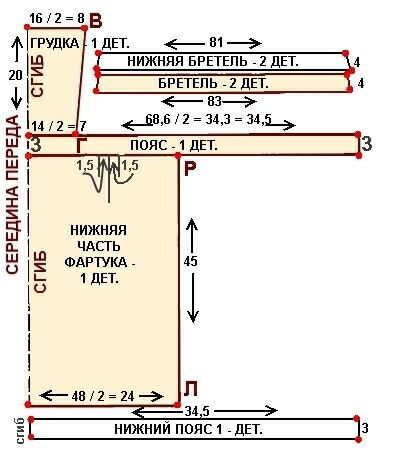 16 / 2 = 8 В
ГРУДКА - 1 ДЕТ.
81
НИЖНЯЯ БРЕТЕЛЬ - 2 ДЕТ.
4
БРЕТЕЛЬ - 2 ДЕТ.
4
83
20
СГИБ
СЕРЕДИНА ПЕРЕДА
14 / 2 = 7
68,6 / 2 = 34,3 = 34,5
З
Г
ПОЯС - 1 ДЕТ.
З
1,5
1,5
Р
НИЖНЯЯ
ЧАСТЬ
ФАРТУКА -
1 ДЕТ.
СГИБ
45
48 / 2 = 24
Л
34,5
сгиб
НИЖНИЙ ПОЯС 1 - ДЕТ.
3